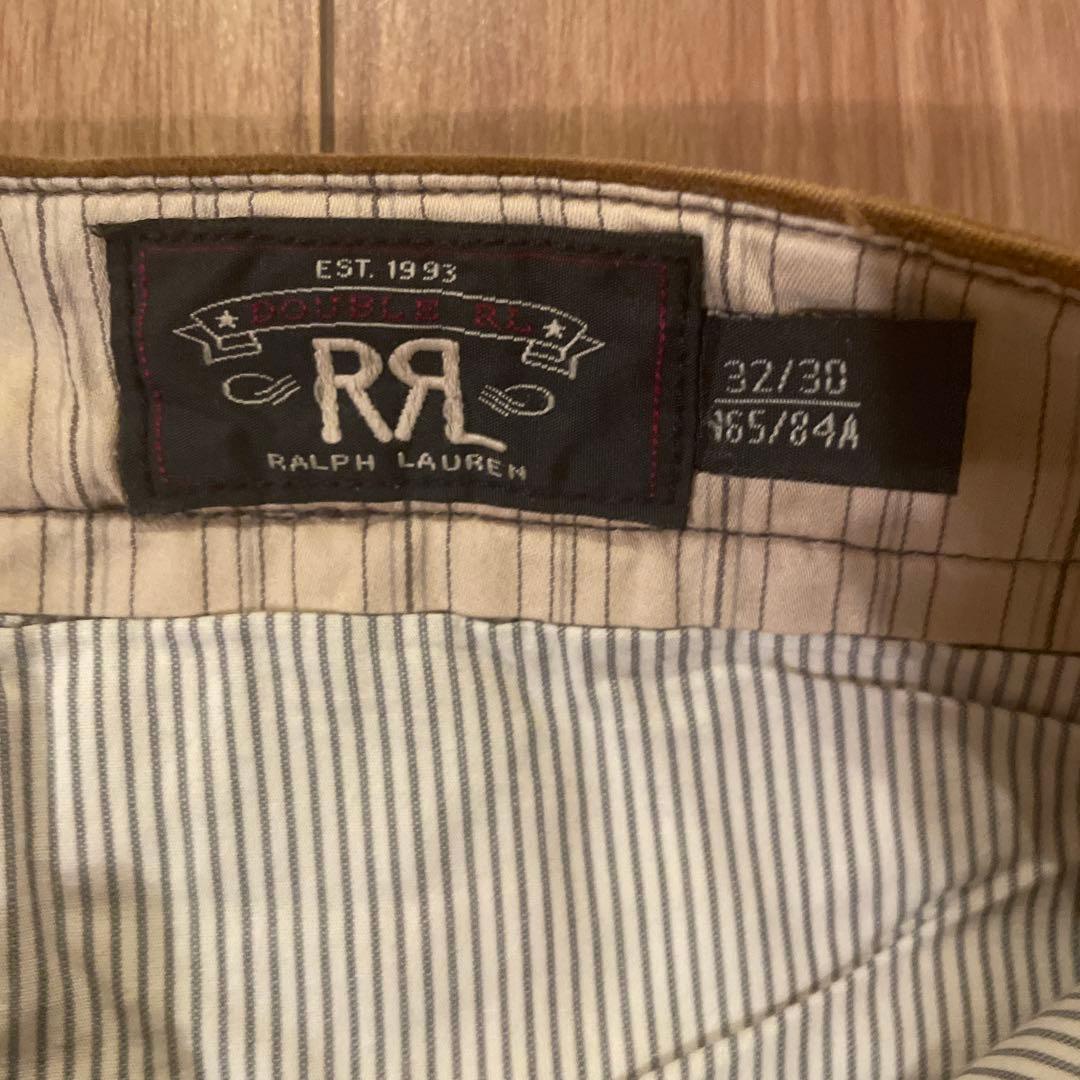 EST. 1993
DOUBLE RL
RRL
RALPH LAUREN
32/30
165/84A